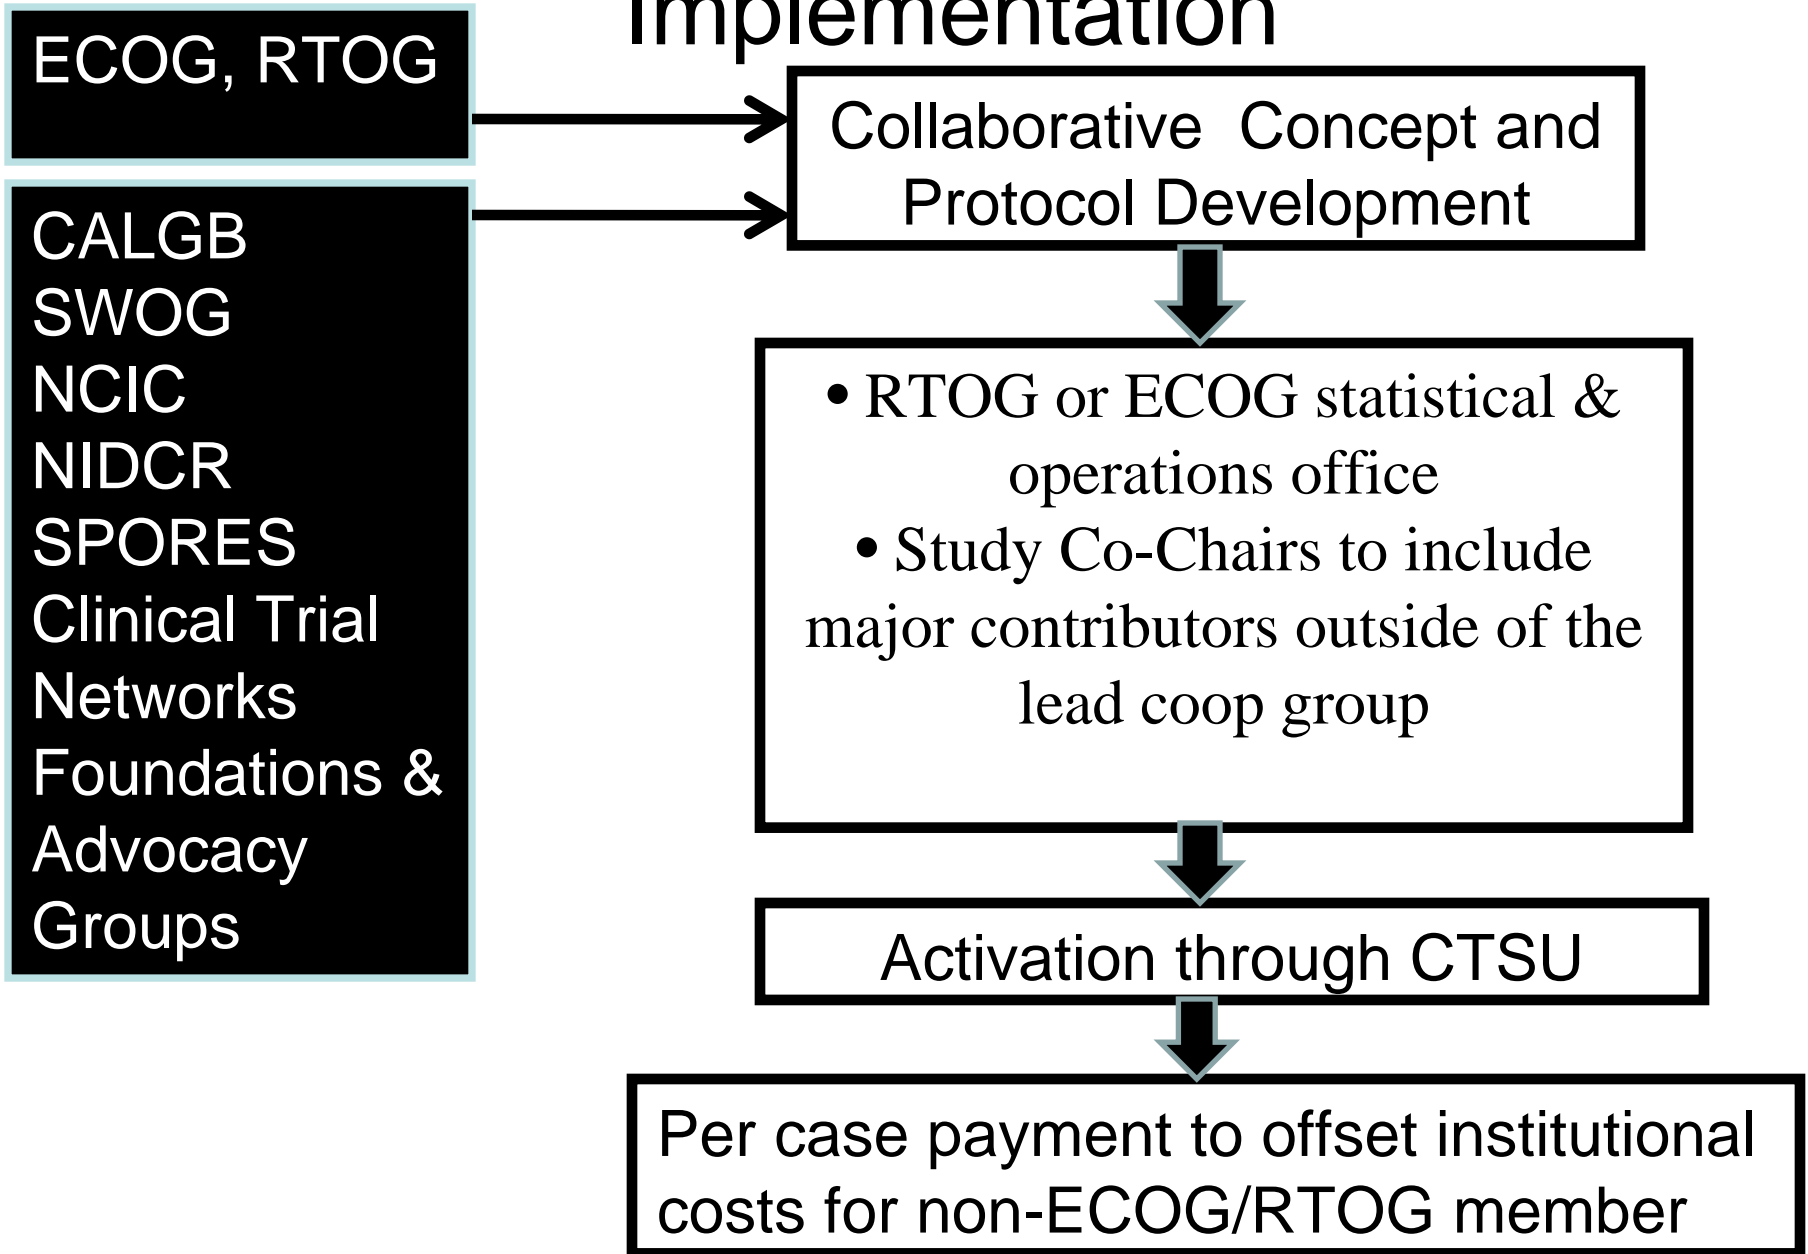 Implementation
ECOG, RTOG
CALGB
SWOG
NCIC
NIDCR
SPORES
Clinical Trial
Networks
Foundations &
Advocacy
Groups
Collaborative Concept and
Protocol Development
• RTOG or ECOG statistical &
operations office
• Study Co-Chairs to include
major contributors outside of the
lead coop group
Activation through CTSU
Per case payment to offset institutional
costs for non-ECOG/RTOG member